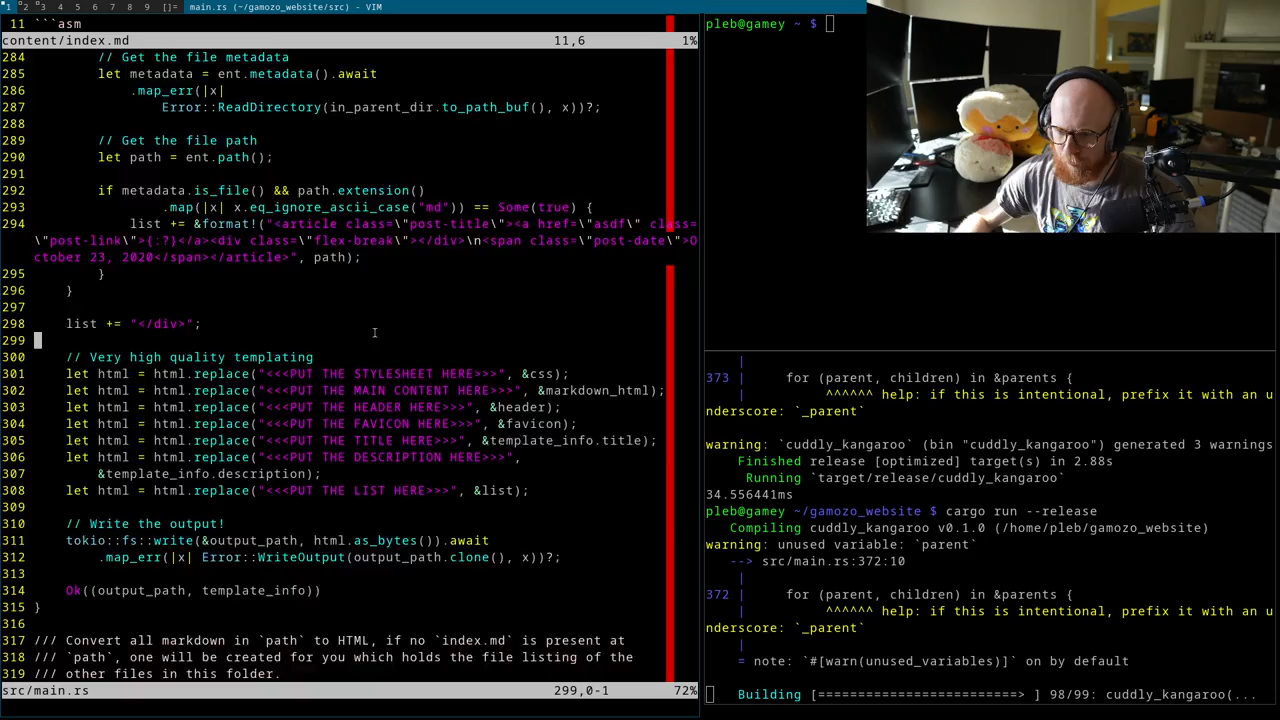 1 2 3 4 5 6 7 8 9 []= main.rs (~/gamozo_website/src) - VIM
11 ```asm
content/index.md 11,6 1%
284 // Get the file metadata
285 let metadata = ent.metadata().await
286 .map_err(|x|
287 Error::ReadDirectory(in_parent_dir.to_path_buf(), x))?;
288
289 // Get the file path
290 let path = ent.path();
291
292 if metadata.is_file() && path.extension()
293 .map(|x| x.eq_ignore_ascii_case("md")) == Some(true) {
294 list += &format!("<article class=\"post-title\"><a href=\"asdf\" class=
\"post-link\">{:?}</a><div class=\"flex-break\"></div>\n<span class=\"post-date\">O
ctober 23, 2020</span></article>", path);
295 }
296 }
297
298 list += "</div>";
299
300 // Very high quality templating
301 let html = html.replace("<<<PUT THE STYLESHEET HERE>>>", &css);
302 let html = html.replace("<<<PUT THE MAIN CONTENT HERE>>>", &markdown_html);
303 let html = html.replace("<<<PUT THE HEADER HERE>>>", &header);
304 let html = html.replace("<<<PUT THE FAVICON HERE>>>", &favicon);
305 let html = html.replace("<<<PUT THE TITLE HERE>>>", &template_info.title);
306 let html = html.replace("<<<PUT THE DESCRIPTION HERE>>>",
307 &template_info.description);
308 let html = html.replace("<<<PUT THE LIST HERE>>>", &list);
309
310 // Write the output!
311 tokio::fs::write(&output_path, html.as_bytes()).await
312 .map_err(|x| Error::WriteOutput(output_path.clone(), x))?;
313
314 Ok((output_path, template_info))
315 }
316
317 /// Convert all markdown in `path` to HTML, if no `index.md` is present at
318 /// `path`, one will be created for you which holds the file listing of the
319 /// other files in this folder.
src/main.rs 299,0-1 72%
pleb@gamey ~ $
|
373 | for (parent, children) in &parents {
| ^^^^^^ help: if this is intentional, prefix it with an u
nderscore: `_parent`
warning: `cuddly_kangaroo` (bin "cuddly_kangaroo") generated 3 warnings
Finished release [optimized] target(s) in 2.88s
Running `target/release/cuddly_kangaroo`
34.556441ms
pleb@gamey ~/gamozo_website $ cargo run --release
Compiling cuddly_kangaroo v0.1.0 (/home/pleb/gamozo_website)
warning: unused variable: `parent`
--> src/main.rs:372:10
|
372 | for (parent, children) in &parents {
| ^^^^^^ help: if this is intentional, prefix it with an u
nderscore: `_parent`
|
= note: `#[warn(unused_variables)]` on by default
Building [=========================> ] 98/99: cuddly_kangaroo(...